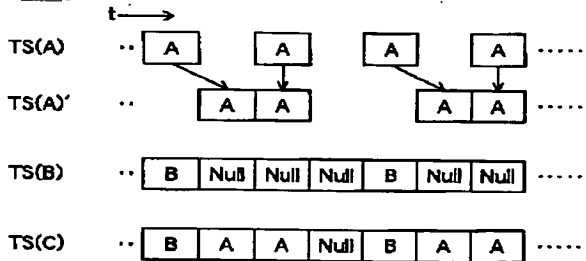 t
TS(A) ·· A A A A ·····
TS(A)′ ·· A A A A ·····
TS(B) ·· B Null Null Null B Null Null ·····
TS(C) ·· B A A Null B A A ·····